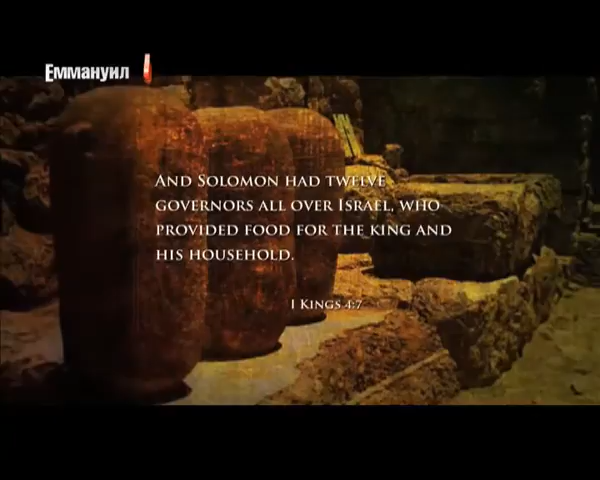 Еммануил
AND SOLOMON HAD TWELVE
GOVERNORS ALL OVER ISRAEL, WHO
PROVIDED FOOD FOR THE KING AND
HIS HOUSEHOLD.
I KINGS 4:7